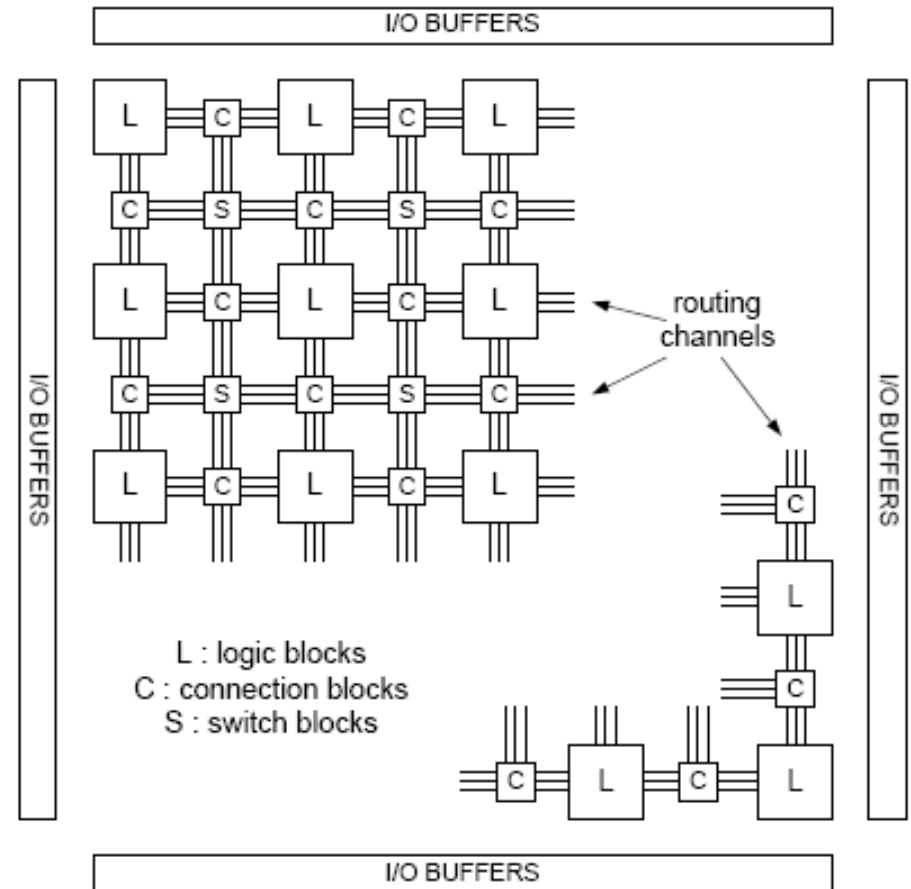 I/O BUFFERS
I/O BUFFERS
I/O BUFFERS
L C L C L
C S C S C
L C L C L
routing
channels
C S C S C
L C L C L
C
L
L : logic blocks
C : connection blocks
S : switch blocks
C
C L C L
I/O BUFFERS